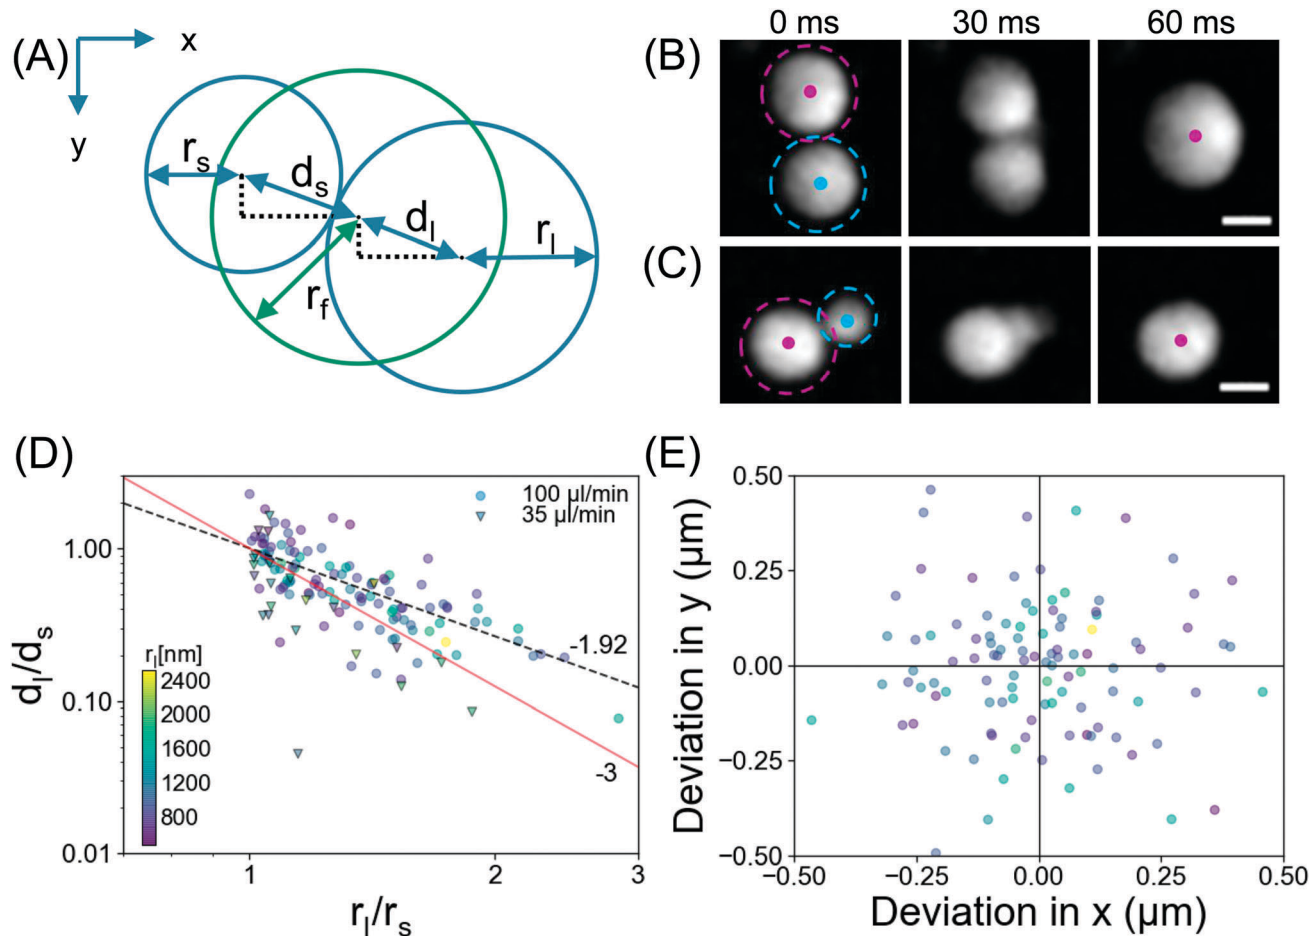 (A)
x
y
r_s
d_s
d_l
r_l
r_f
0 ms 30 ms 60 ms
(B)
(C)
(D)
100 µl/min
35 µl/min
1.00
0.10
0.01
d_l/d_s
-1.92
-3
r_l[nm]
2400
2000
1600
1200
800
1 2 3
r_l/r_s
(E)
0.50
0.25
0.00
−0.25
−0.50
Deviation in y (µm)
−0.50 −0.25 0.00 0.25 0.50
Deviation in x (µm)